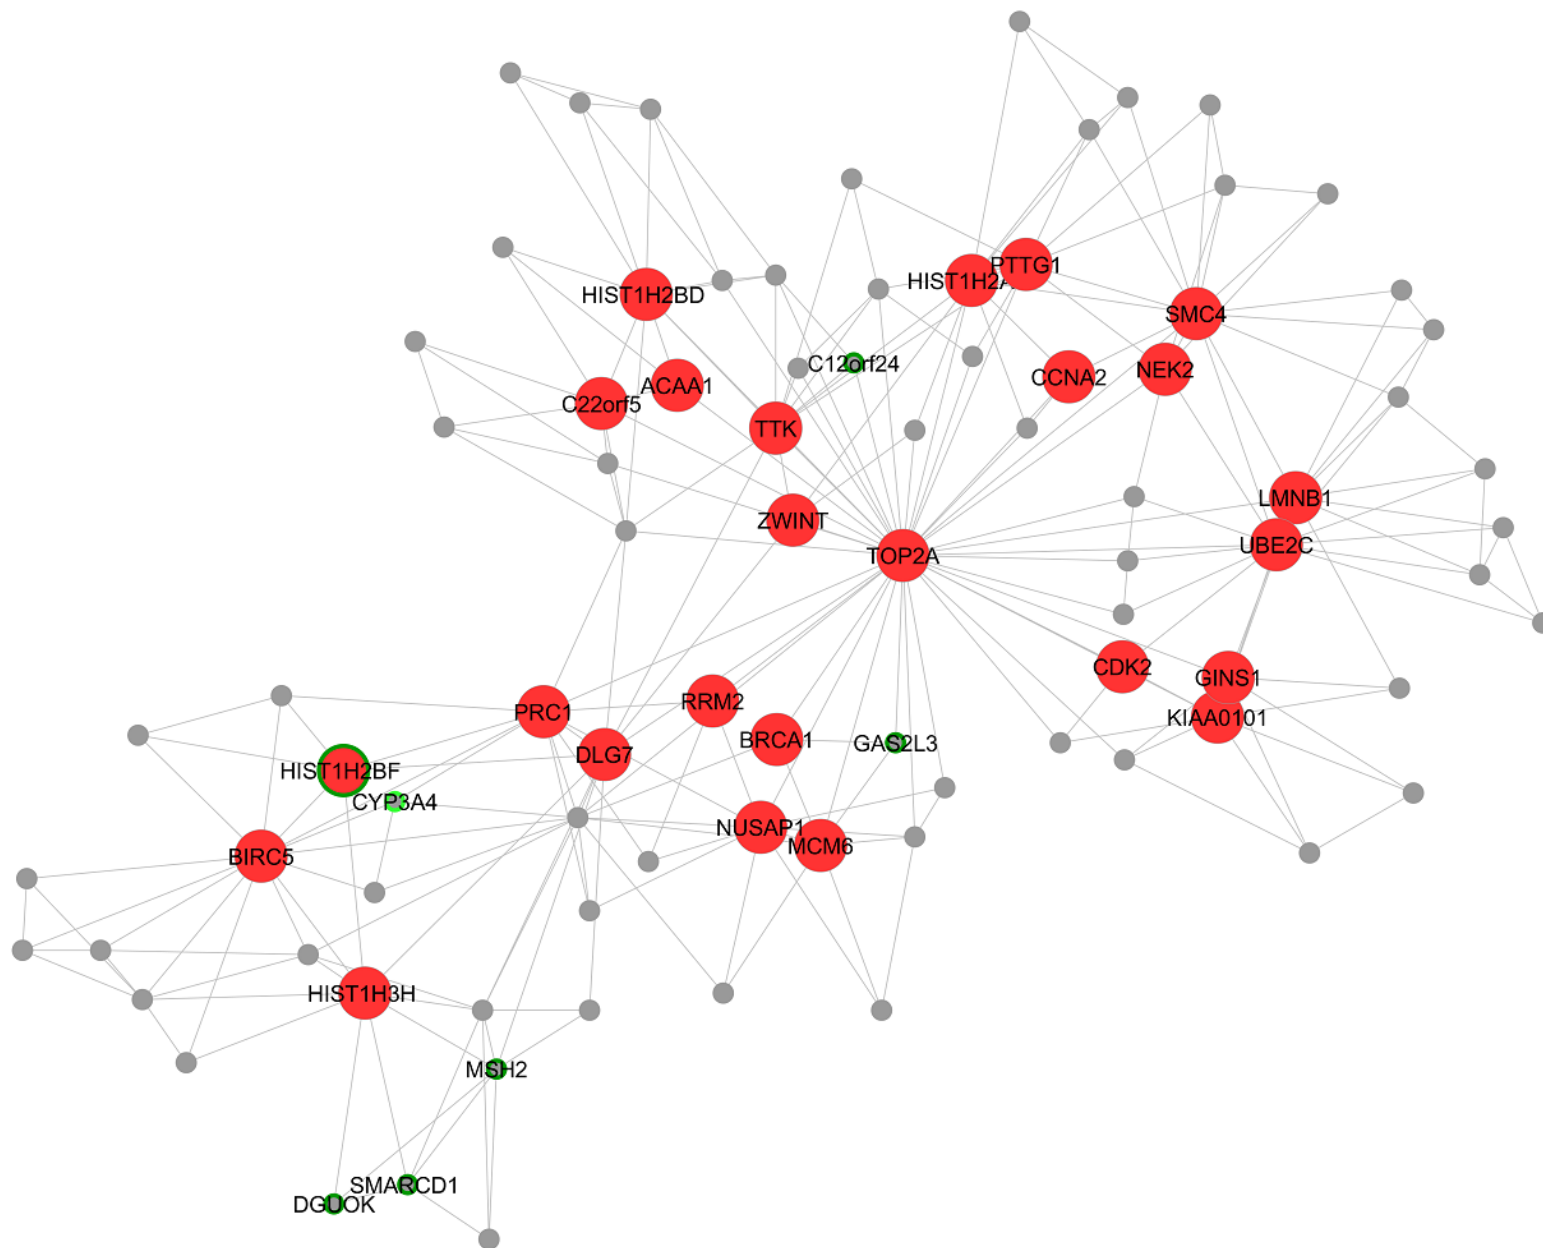 PTTG1
HIST1H2A
HIST1H2BD
SMC4
C12orf24
NEK2
CCNA2
ACAA1
C22orf5
TTK
LMNB1
ZWINT
UBE2C
TOP2A
CDK2
GINS1
RRM2
PRC1
KIAA0101
BRCA1
GAS2L3
DLG7
HIST1H2BF
CYP3A4
NUSAP1
MCM6
BIRC5
HIST1H3H
MSH2
SMARCD1
DGUOK